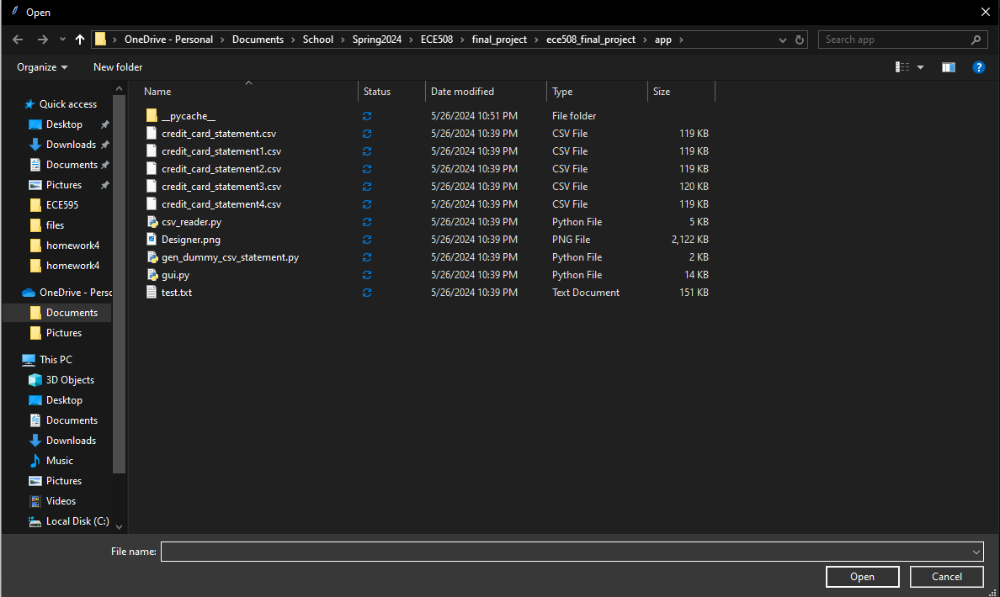 Open
OneDrive - Personal > Documents > School > Spring2024 > ECE508 > final_project > ece508_final_project > app >
Search app
Organize
New folder
Name Status Date modified Type Size
__pycache__ 5/26/2024 10:51 PM File folder
credit_card_statement.csv 5/26/2024 10:39 PM CSV File 119 KB
credit_card_statement1.csv 5/26/2024 10:39 PM CSV File 119 KB
credit_card_statement2.csv 5/26/2024 10:39 PM CSV File 119 KB
credit_card_statement3.csv 5/26/2024 10:39 PM CSV File 120 KB
credit_card_statement4.csv 5/26/2024 10:39 PM CSV File 119 KB
csv_reader.py 5/26/2024 10:39 PM Python File 5 KB
Designer.png 5/26/2024 10:39 PM PNG File 2,122 KB
gen_dummy_csv_statement.py 5/26/2024 10:39 PM Python File 2 KB
gui.py 5/26/2024 10:39 PM Python File 14 KB
test.txt 5/26/2024 10:39 PM Text Document 151 KB
Quick access
Desktop
Downloads
Documents
Pictures
ECE595
files
homework4
homework4
OneDrive - Persc
Documents
Pictures
This PC
3D Objects
Desktop
Documents
Downloads
Music
Pictures
Videos
Local Disk (C:)
File name:
Open
Cancel